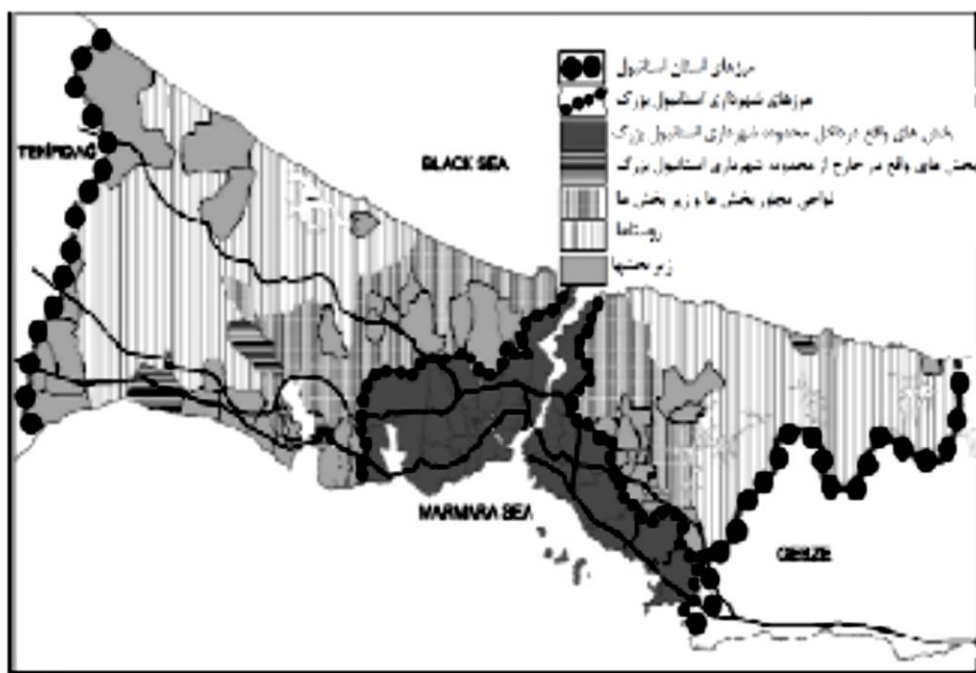 مرزهای استان استانبول
مرزهای شهرداری استانبول بزرگ
بخش های واقع در داخل محدوده شهرداری استانبول بزرگ
بخش های واقع در خارج از محدوده شهرداری استانبول بزرگ
نواحی مجاور بخش ها و زیر بخش ها
روستاها
زیر بخشها
TEKIRDAG
BLACK SEA
MARMARA SEA
GEBZE